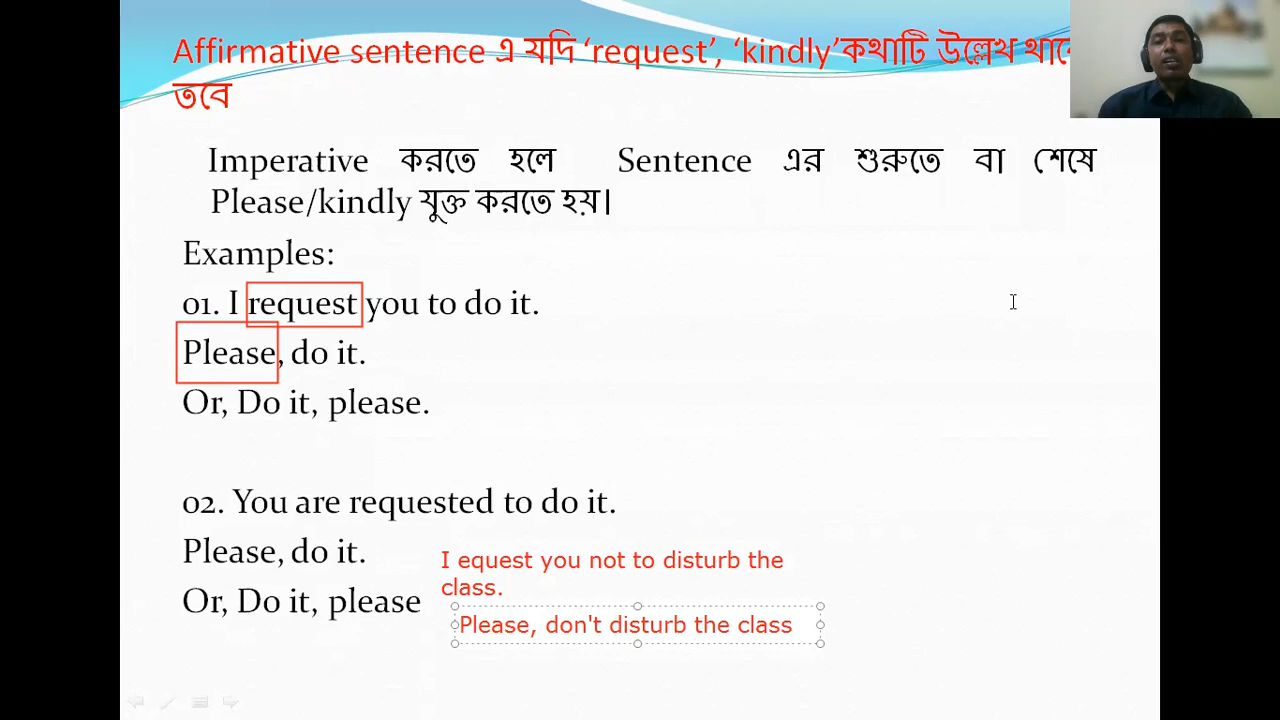 Affirmative sentence এ যদি ‘request’, ‘kindly’কথাটি উল্লেখ
তবে
Imperative করতে হলে Sentence এর শুরুতে বা শেষে
Please/kindly যুক্ত করতে হয়।
Examples:
01. I request you to do it.
Please, do it.
Or, Do it, please.
02. You are requested to do it.
Please, do it.
Or, Do it, please
I equest you not to disturb the
class.
Please, don't disturb the class